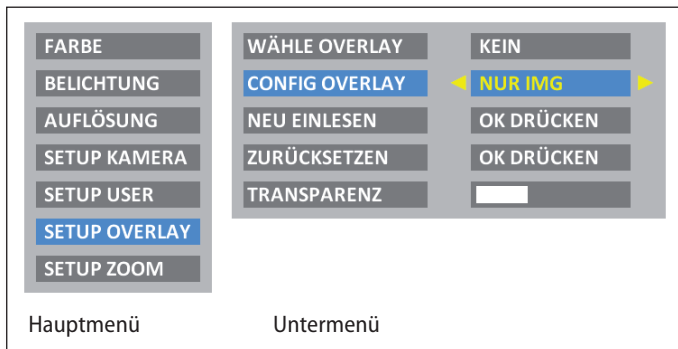 FARBE
BELICHTUNG
AUFLÖSUNG
SETUP KAMERA
SETUP USER
SETUP OVERLAY
SETUP ZOOM
WÄHLE OVERLAY KEIN
CONFIG OVERLAY NUR IMG
NEU EINLESEN OK DRÜCKEN
ZURÜCKSETZEN OK DRÜCKEN
TRANSPARENZ
Hauptmenü Untermenü